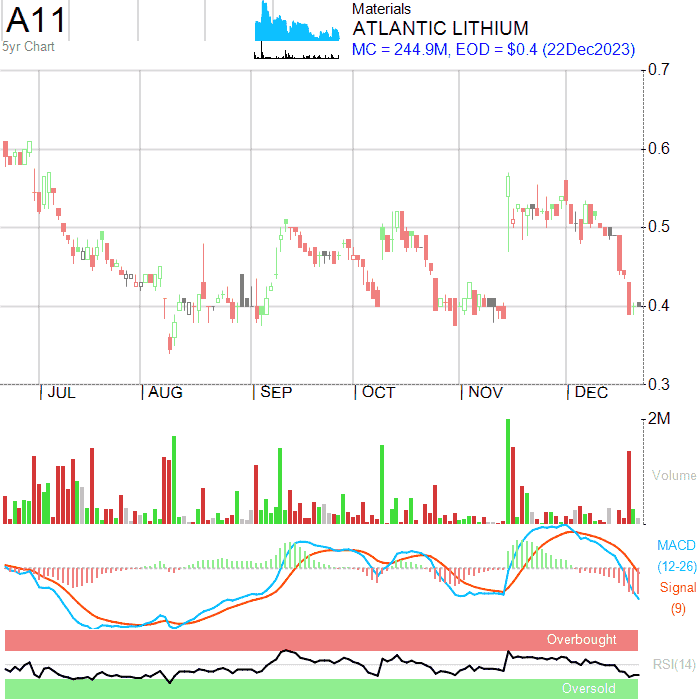 A11
5yr Chart
Materials
ATLANTIC LITHIUM
MC = 244.9M, EOD = $0.4 (22Dec2023)
0.7
0.6
0.5
0.4
0.3
JUL AUG SEP OCT NOV DEC
2M
Volume
MACD
(12-26)
Signal
(9)
Overbought
RSI(14)
Oversold